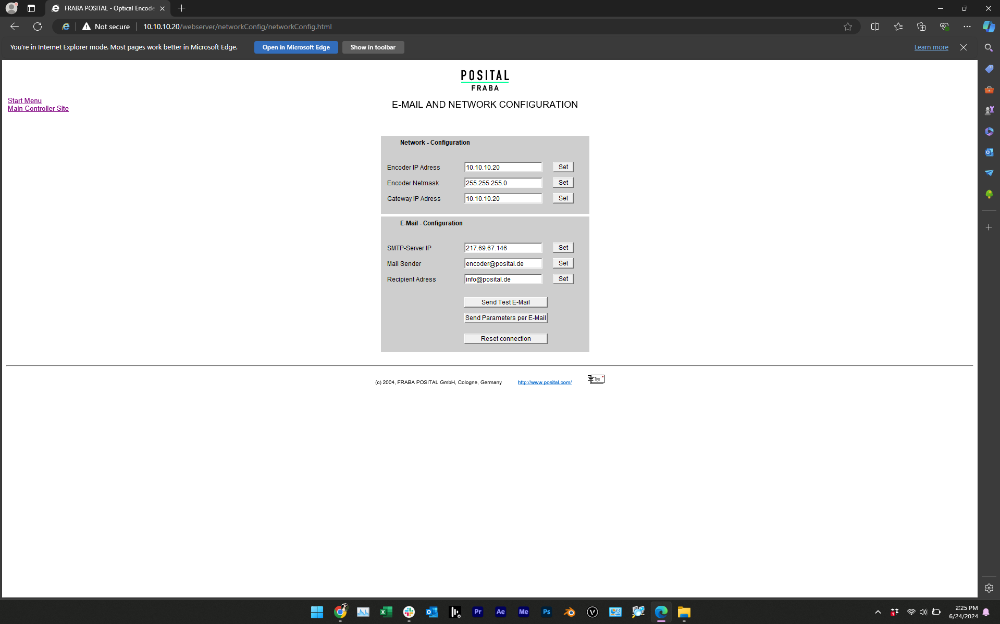 FRABA POSITAL - Optical Encode
Not secure
10.10.10.20/webserver/networkConfig/networkConfig.html
You're in Internet Explorer mode. Most pages work better in Microsoft Edge.
Open in Microsoft Edge
Show in toolbar
Learn more
POSITAL
FRABA
Start Menu
Main Controller Site
E-MAIL AND NETWORK CONFIGURATION
Network - Configuration
Encoder IP Adress 10.10.10.20 Set
Encoder Netmask 255.255.255.0 Set
Gateway IP Adress 10.10.10.20 Set
E-Mail - Configuration
SMTP-Server IP 217.69.67.146 Set
Mail Sender encoder@posital.de Set
Recipient Adress info@posital.de Set
Send Test E-Mail
Send Parameters per E-Mail
Reset connection
(c) 2004, FRABA POSITAL GmbH, Cologne, Germany http://www.posital.com/
Pr Ae Me Ps
2:25 PM
6/24/2024